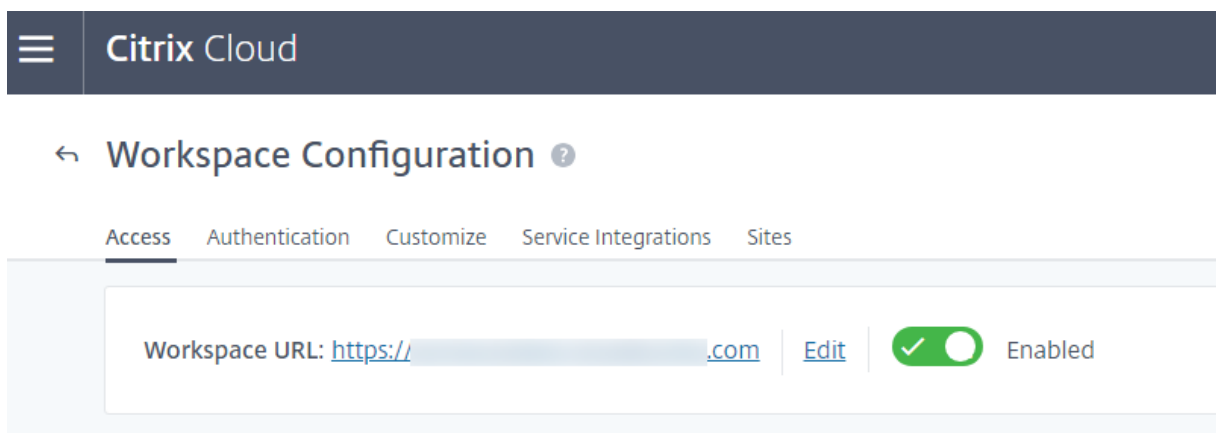 Citrix Cloud
Workspace Configuration ?
Access Authentication Customize Service Integrations Sites
Workspace URL: https:// .com Edit Enabled